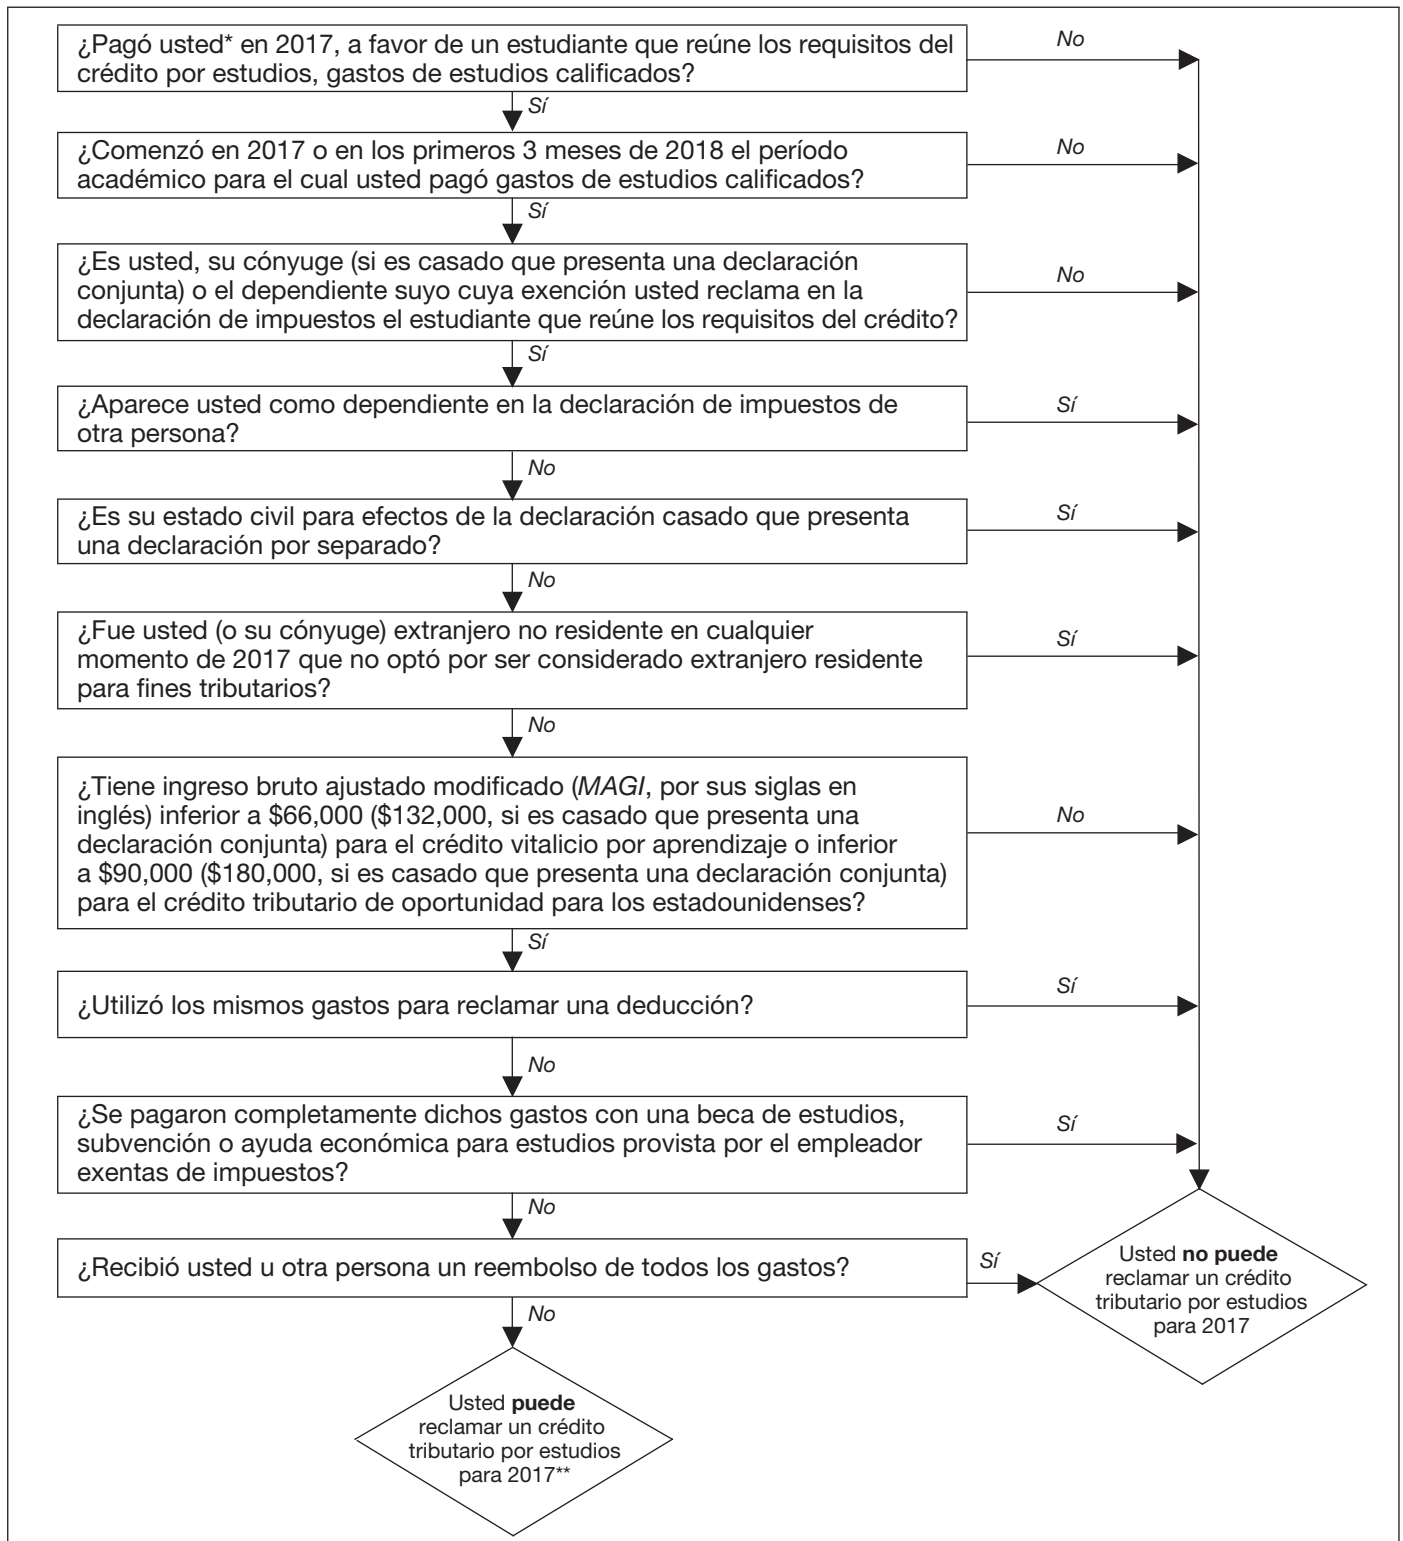 ¿Pagó usted* en 2017, a favor de un estudiante que reúne los requisitos del
crédito por estudios, gastos de estudios calificados?
No
Sí
¿Comenzó en 2017 o en los primeros 3 meses de 2018 el período
académico para el cual usted pagó gastos de estudios calificados?
No
Sí
¿Es usted, su cónyuge (si es casado que presenta una declaración
conjunta) o el dependiente suyo cuya exención usted reclama en la
declaración de impuestos el estudiante que reúne los requisitos del crédito?
No
Sí
¿Aparece usted como dependiente en la declaración de impuestos de
otra persona?
Sí
No
¿Es su estado civil para efectos de la declaración casado que presenta
una declaración por separado?
Sí
No
¿Fue usted (o su cónyuge) extranjero no residente en cualquier
momento de 2017 que no optó por ser considerado extranjero residente
para fines tributarios?
Sí
No
¿Tiene ingreso bruto ajustado modificado (MAGI, por sus siglas en
inglés) inferior a $66,000 ($132,000, si es casado que presenta una
declaración conjunta) para el crédito vitalicio por aprendizaje o inferior
a $90,000 ($180,000, si es casado que presenta una declaración conjunta)
para el crédito tributario de oportunidad para los estadounidenses?
No
Sí
¿Utilizó los mismos gastos para reclamar una deducción?
Sí
No
¿Se pagaron completamente dichos gastos con una beca de estudios,
subvención o ayuda económica para estudios provista por el empleador
exentas de impuestos?
Sí
No
¿Recibió usted u otra persona un reembolso de todos los gastos?
Sí
Usted no puede
reclamar un crédito
tributario por estudios
para 2017
No
Usted puede
reclamar un crédito
tributario por estudios
para 2017**